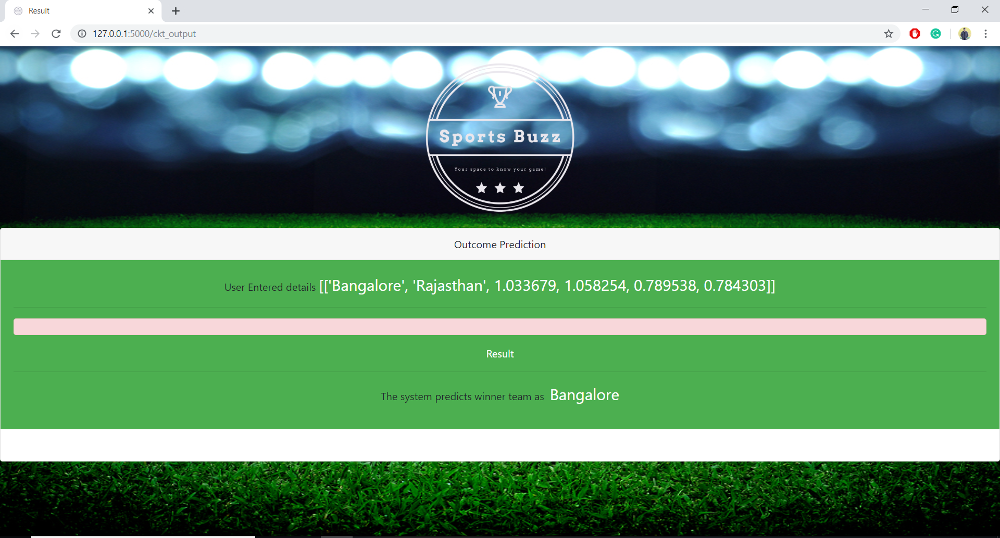 Result
127.0.0.1:5000/ckt_output
Sports Buzz
Your space to know your game!
Outcome Prediction
User Entered details [['Bangalore', 'Rajasthan', 1.033679, 1.058254, 0.789538, 0.784303]]
Result
The system predicts winner team as Bangalore